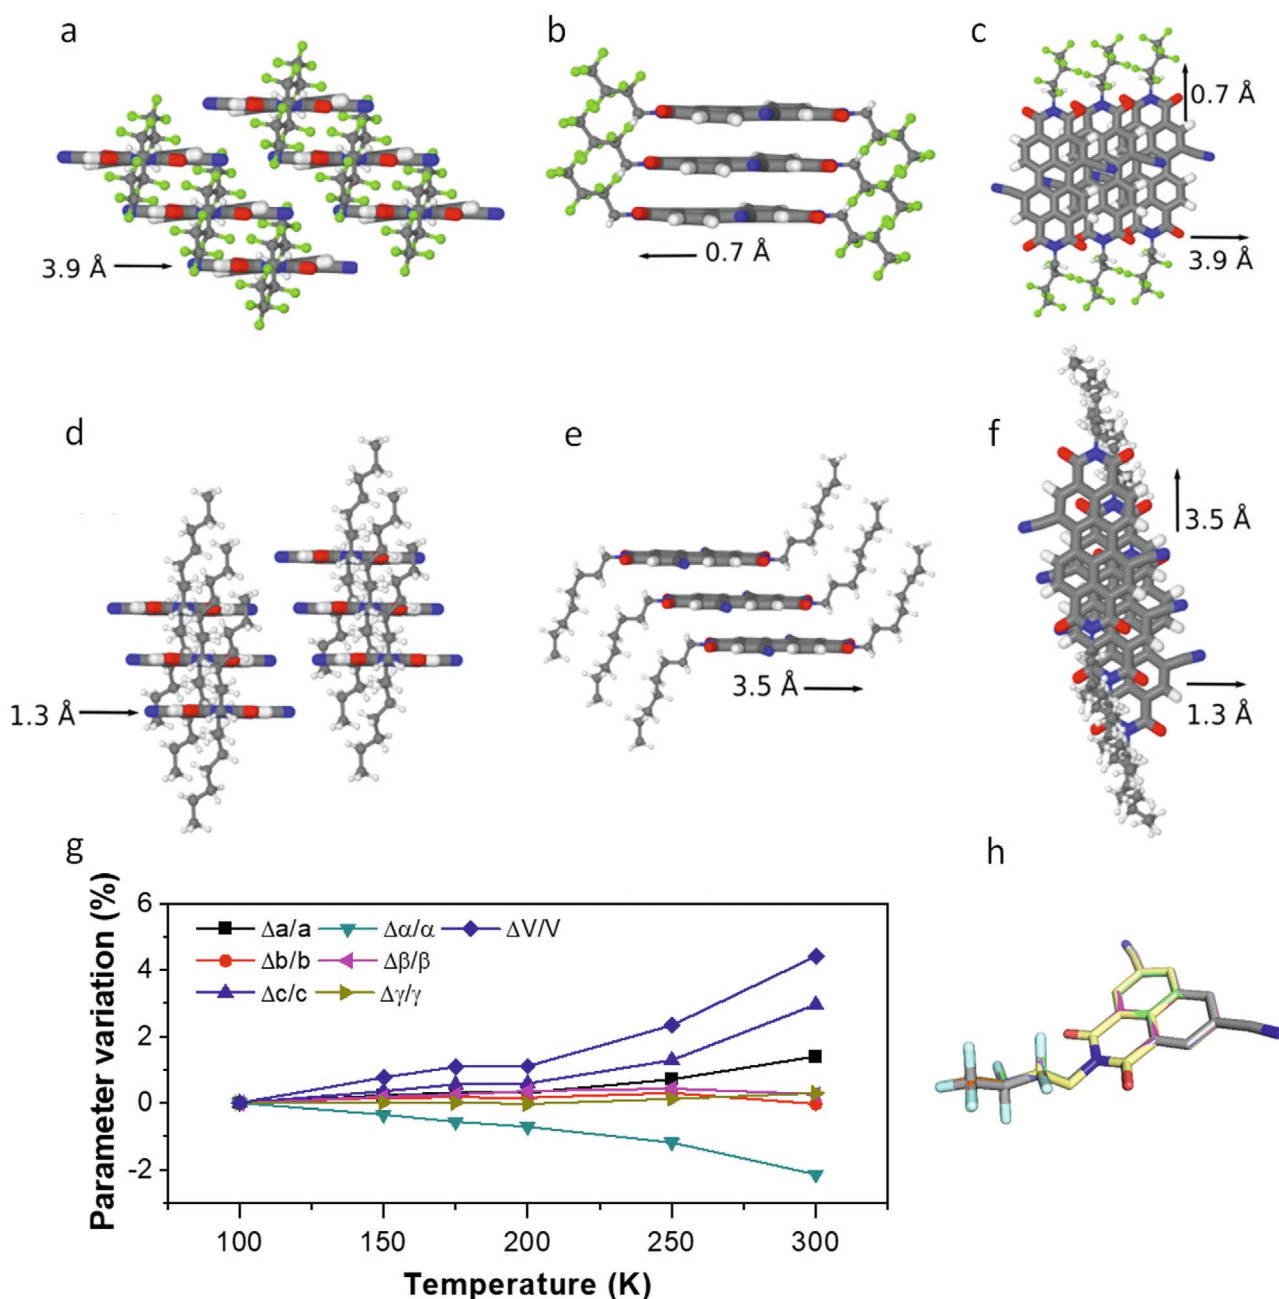 a
b
c
0.7 Å
3.9 Å
0.7 Å
3.9 Å
d
e
f
3.5 Å
1.3 Å
3.5 Å
1.3 Å
g
h
Parameter variation (%)
6
4
2
0
-2
Δa/a Δα/α ΔV/V
Δb/b Δβ/β
Δc/c Δγ/γ
100 150 200 250 300
Temperature (K)